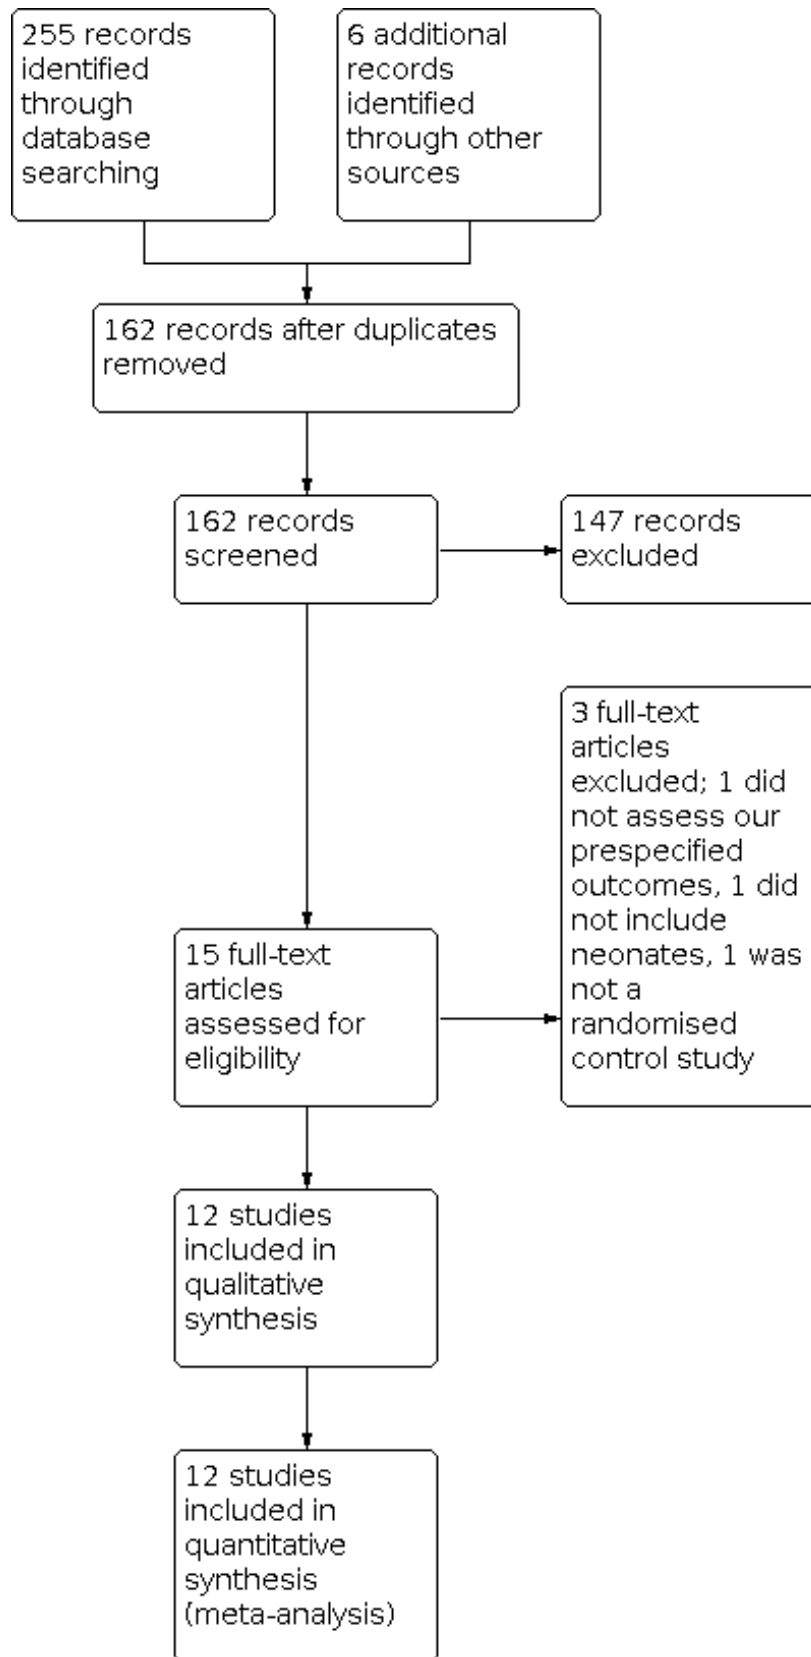 255 records
identified
through
database
searching
6 additional
records
identified
through other
sources
162 records after duplicates
removed
162 records
screened
147 records
excluded
3 full-text
articles
excluded; 1 did
not assess our
prespecified
outcomes, 1 did
not include
neonates, 1 was
not a
randomised
control study
15 full-text
articles
assessed for
eligibility
12 studies
included in
qualitative
synthesis
12 studies
included in
quantitative
synthesis
(meta-analysis)